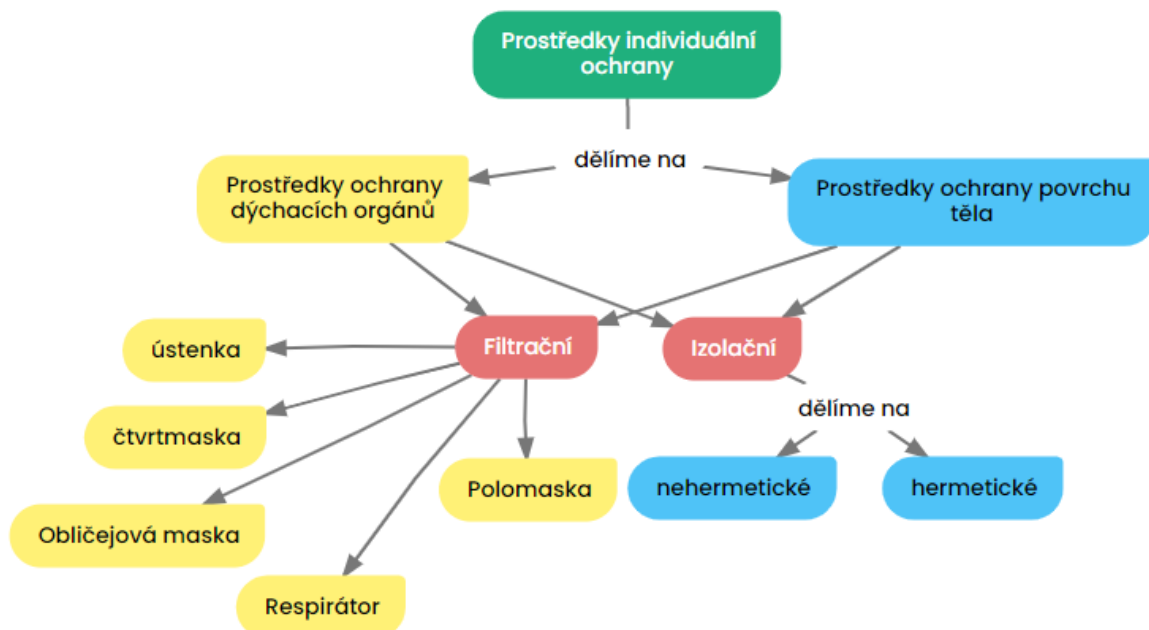 Prostředky individuální
ochrany
dělíme na
Prostředky ochrany
dýchacích orgánů
Prostředky ochrany povrchu
těla
Filtrační
Izolační
ústenka
dělíme na
čtvrtmaska
Polomaska
nehermetické
hermetické
Obličejová maska
Respirátor